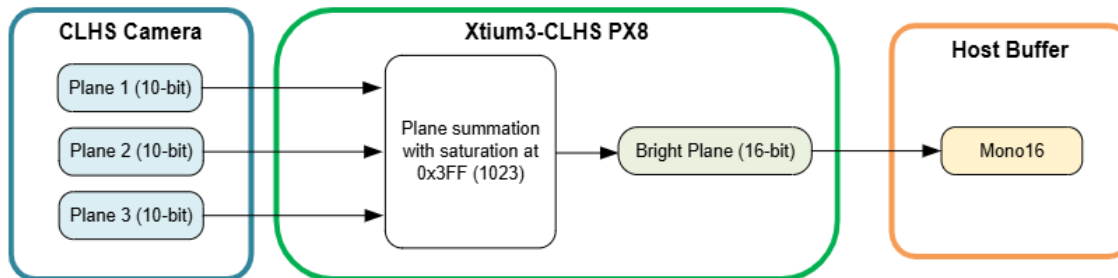 CLHS Camera
Xtium3-CLHS PX8
Host Buffer
Plane 1 (10-bit)
Plane 2 (10-bit)
Plane 3 (10-bit)
Plane summation
with saturation at
0x3FF (1023)
Bright Plane (16-bit)
Mono16